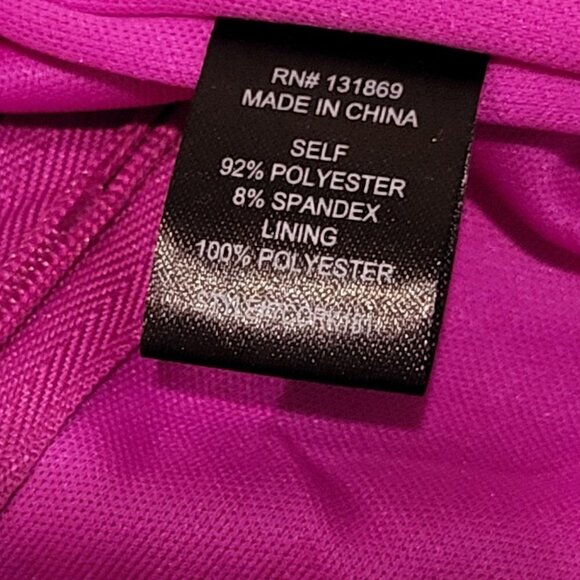 RN# 131869
MADE IN CHINA
SELF
92% POLYESTER
8% SPANDEX
LINING
100% POLYESTER